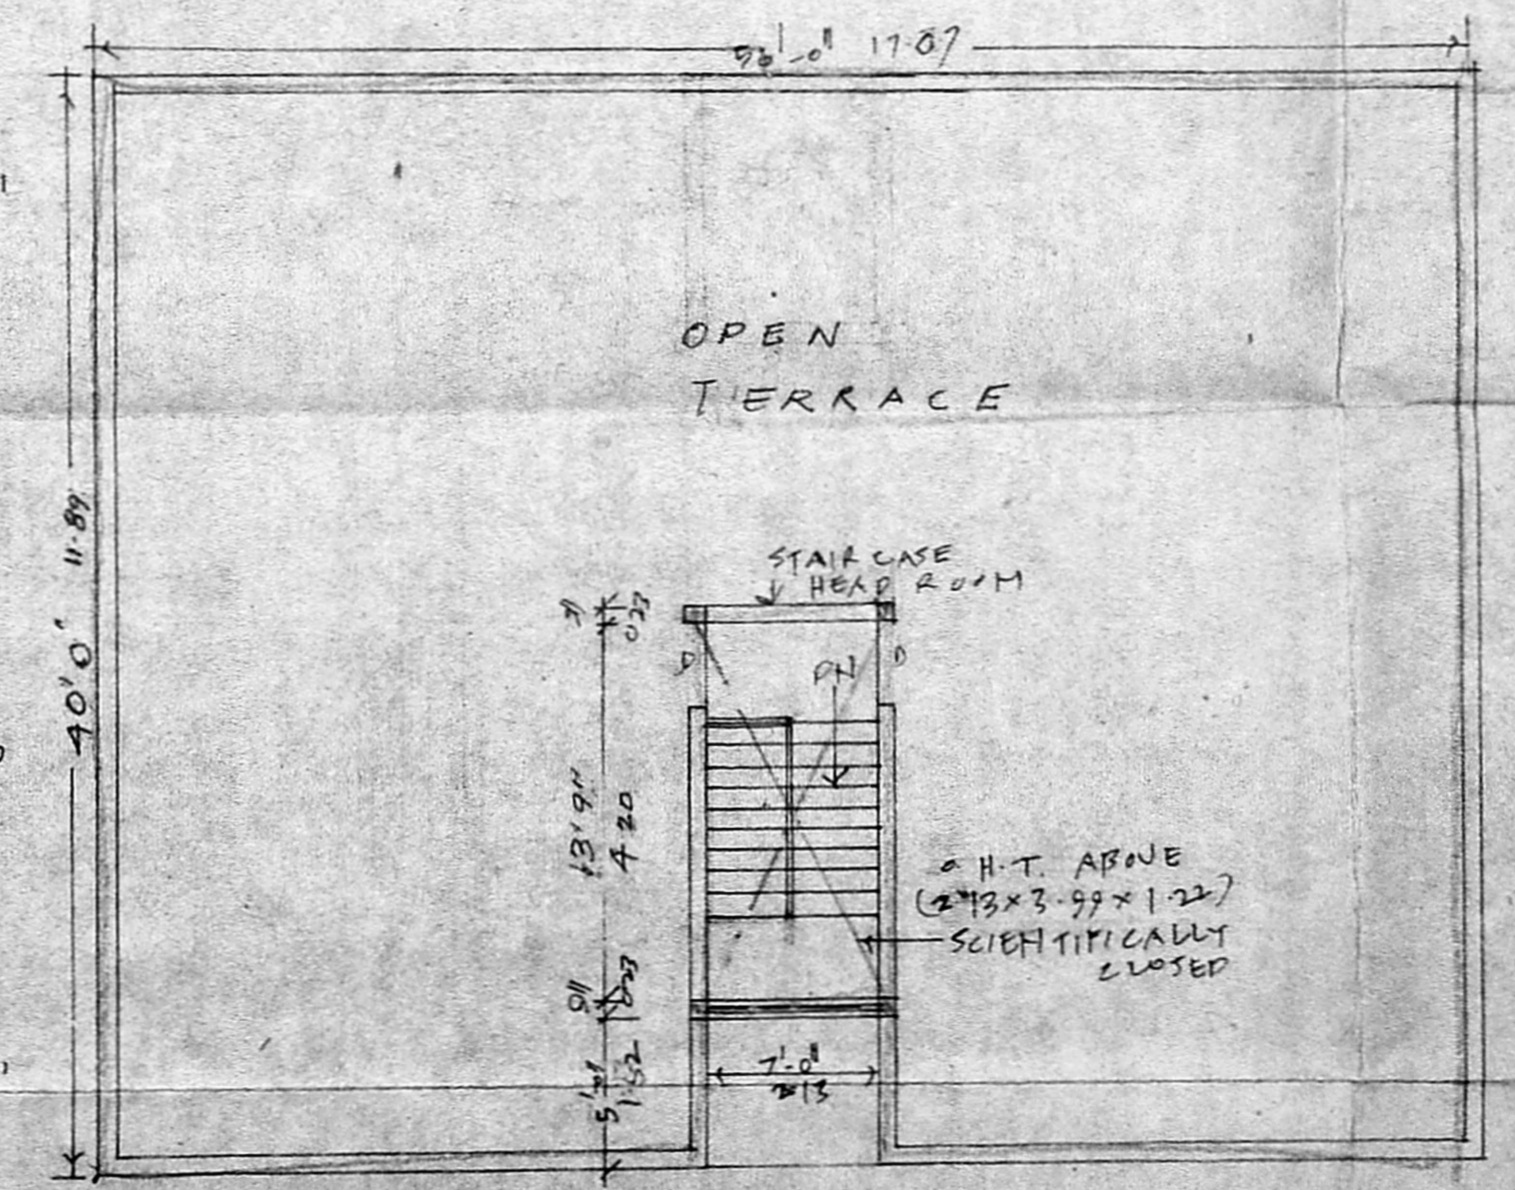 56'-0" 17.07
OPEN
TERRACE
40'0" 11.89
STAIR CASE
HEAD ROOM
0.23
D
D
DN
13'9"
4.20
O.H.T. ABOVE
(2.13×3.99×1.22)
SCIENTIFICALLY
CLOSED
9"
0.23
5'-0"
1.52
7'-0"
2.13